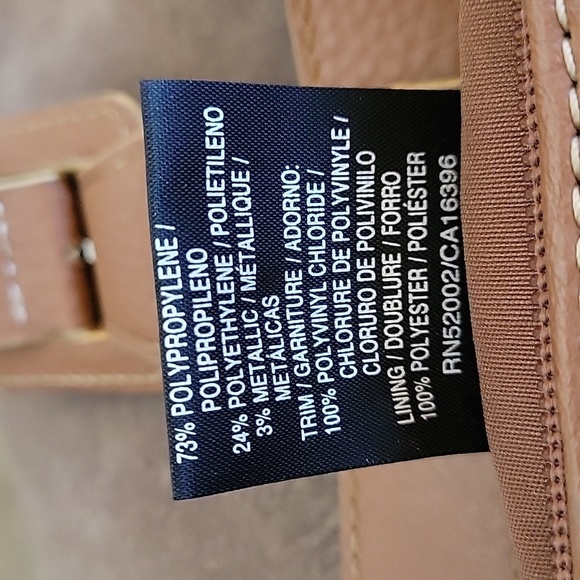 73% POLYPROPYLENE /
POLIPROPILENO
24% POLYETHYLENE / POLIETILENO
3% METALLIC / METALLIQUE /
METÁLICAS
TRIM / GARNITURE / ADORNO:
100% POLYVINYL CHLORIDE /
CHLORURE DE POLYVINYLE /
CLORURO DE POLIVINILO
LINING / DOUBLURE / FORRO
100% POLYESTER / POLIÉSTER
RN52002/CA16396